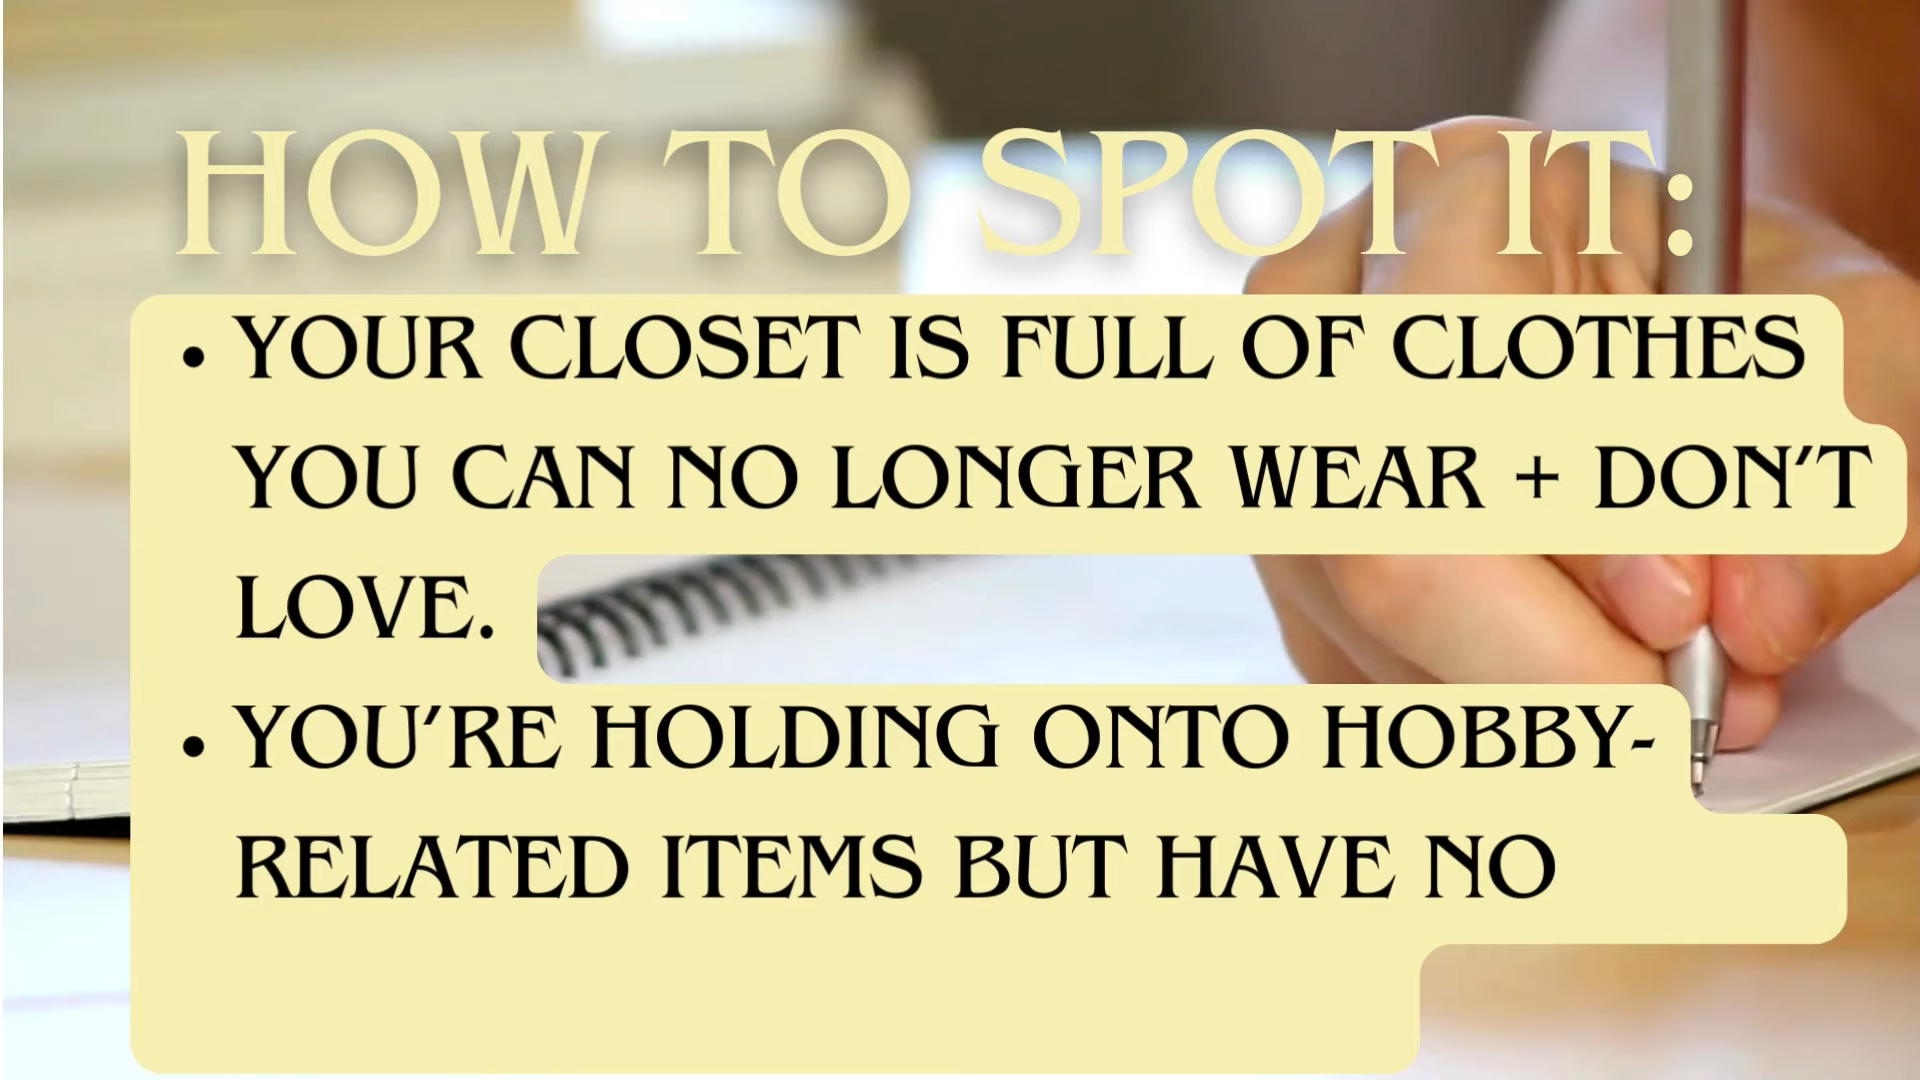 HOW TO SPOT IT:
• YOUR CLOSET IS FULL OF CLOTHES
YOU CAN NO LONGER WEAR + DON'T
LOVE.
• YOU'RE HOLDING ONTO HOBBY-
RELATED ITEMS BUT HAVE NO